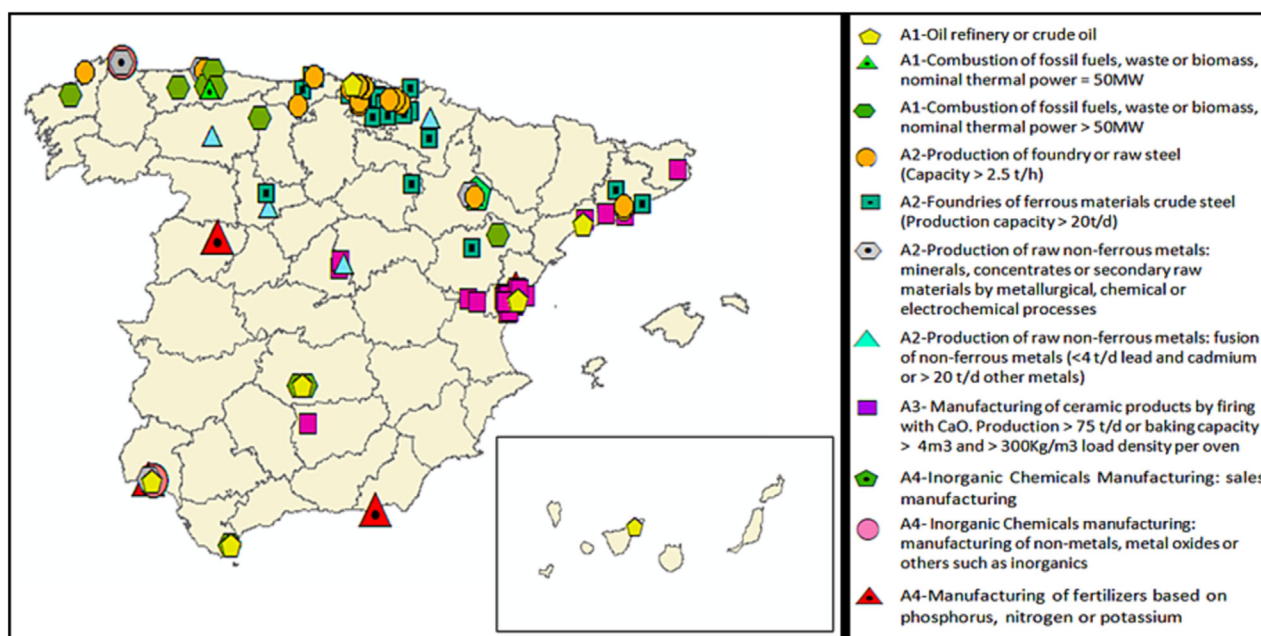 A1-Oil refinery or crude oil
A1-Combustion of fossil fuels, waste or biomass,
nominal thermal power = 50MW
A1-Combustion of fossil fuels, waste or biomass,
nominal thermal power > 50MW
A2-Production of foundry or raw steel
(Capacity > 2.5 t/h)
A2-Foundries of ferrous materials crude steel
(Production capacity > 20t/d)
A2-Production of raw non-ferrous metals:
minerals, concentrates or secondary raw
materials by metallurgical, chemical or
electrochemical processes
A2-Production of raw non-ferrous metals: fusion
of non-ferrous metals (<4 t/d lead and cadmium
or > 20 t/d other metals)
A3- Manufacturing of ceramic products by firing
with CaO. Production > 75 t/d or baking capacity
> 4m3 and > 300Kg/m3 load density per oven
A4-Inorganic Chemicals Manufacturing: sales
manufacturing
A4- Inorganic Chemicals manufacturing:
manufacturing of non-metals, metal oxides or
others such as inorganics
A4-Manufacturing of fertilizers based on
phosphorus, nitrogen or potassium